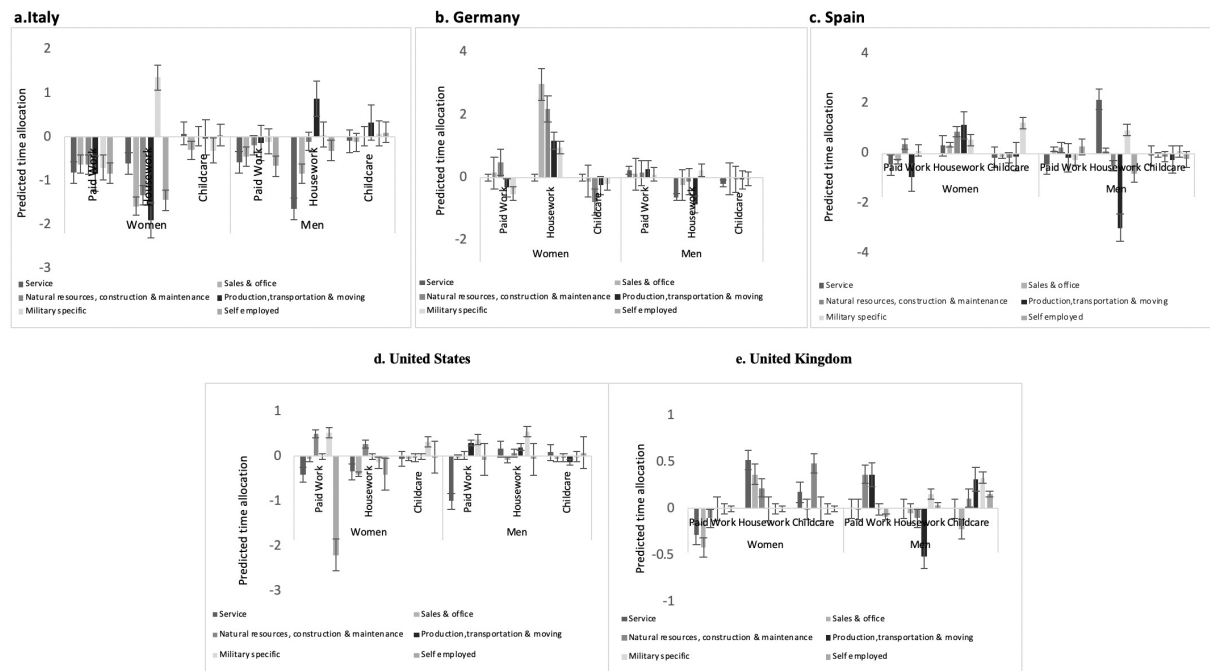 a.Italy
Predicted time allocation
2
1
0
-1
-2
-3
Paid Work
Housework
Childcare
Paid Work
Housework
Childcare
Women
Men
Service
Sales & office
Natural resources, construction & maintenance
Production,transportation & moving
Military specific
Self employed
b. Germany
Predicted time allocation
4
2
0
-2
Paid Work
Housework
Childcare
Paid Work
Housework
Childcare
Women
Men
Service
Sales & office
Natural resources, construction & maintenance
Production,transportation & moving
Military specific
Self employed
c. Spain
Predicted time allocation
4
2
0
-2
-4
Paid Work Housework Childcare Paid Work Housework Childcare
Women
Men
Service
Sales & office
Natural resources, construction & maintenance
Production,transportation & moving
Military specific
Self employed
d. United States
Predicted time allocation
1
0
-1
-2
-3
Paid Work
Housework
Childcare
Paid Work
Housework
Childcare
Women
Men
Service
Sales & office
Natural resources, construction & maintenance
Production,transportation & moving
Military specific
Self employed
e. United Kingdom
Predicted time allocation
1
0.5
0
-0.5
-1
Paid Work Housework Childcare Paid Work Housework Childcare
Women
Men
Service
Sales & office
Natural resources, construction & maintenance
Production,transportation & moving
Military specific
Self employed